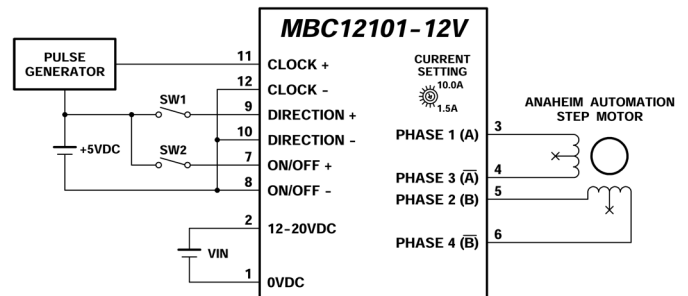 MBC12101-12V
PULSE
GENERATOR
11
CLOCK +
12
CLOCK -
SW1
9
DIRECTION +
10
DIRECTION -
+5VDC
SW2
7
ON/OFF +
8
ON/OFF -
2
12-20VDC
VIN
1
0VDC
CURRENT
SETTING
10.0A
1.5A
PHASE 1 (A)
3
PHASE 3 (A̅)
4
PHASE 2 (B)
5
PHASE 4 (B̅)
6
ANAHEIM AUTOMATION
STEP MOTOR